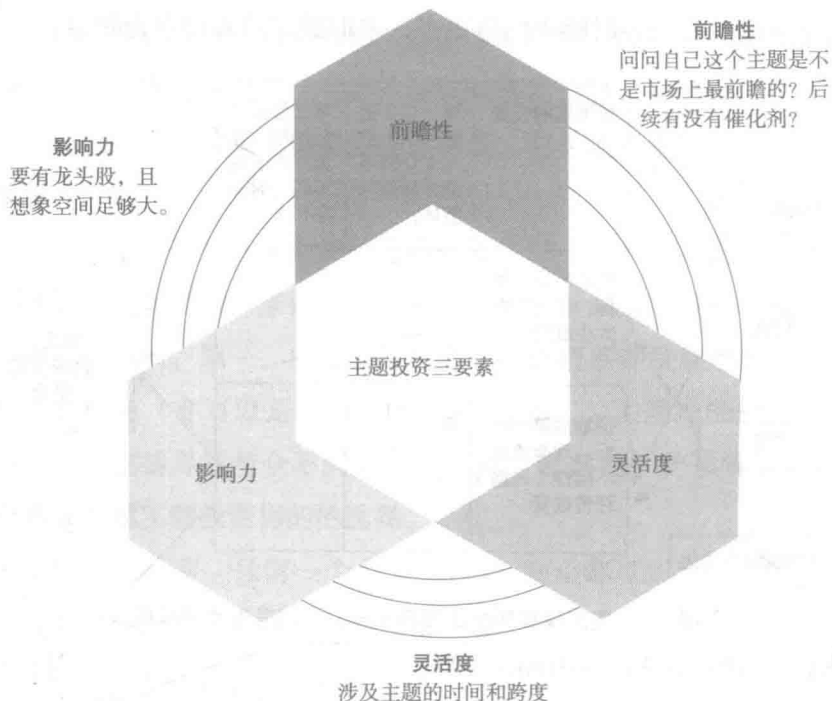 前瞻性
问问自己这个主题是不
是市场上最前瞻的？后
续有没有催化剂？
前瞻性
影响力
要有龙头股，且
想象空间足够大。
主题投资三要素
影响力
灵活度
灵活度
涉及主题的时间和跨度